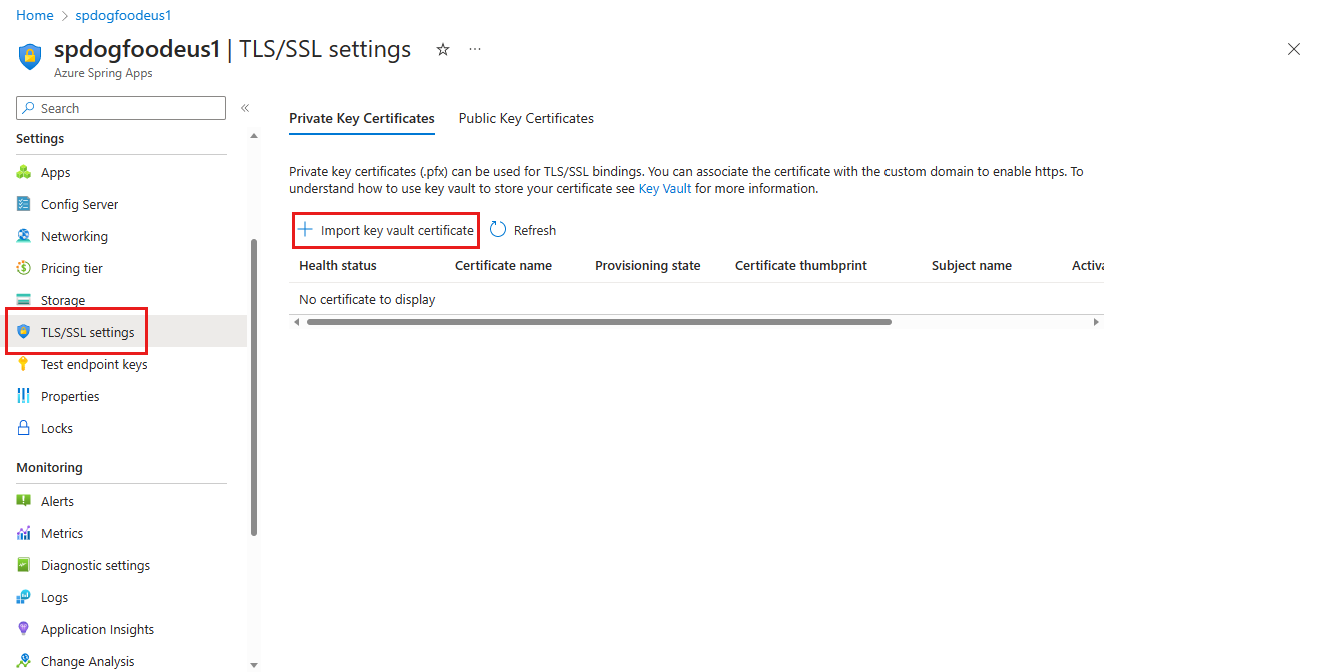 Home > spdogfoodeus1
spdogfoodeus1 | TLS/SSL settings
Azure Spring Apps
Search
Settings
Apps
Config Server
Networking
Pricing tier
Storage
TLS/SSL settings
Test endpoint keys
Properties
Locks
Monitoring
Alerts
Metrics
Diagnostic settings
Logs
Application Insights
Change Analysis
Private Key Certificates Public Key Certificates
Private key certificates (.pfx) can be used for TLS/SSL bindings. You can associate the certificate with the custom domain to enable https. To
understand how to use key vault to store your certificate see Key Vault for more information.
Import key vault certificate Refresh
Health status Certificate name Provisioning state Certificate thumbprint Subject name Activa
No certificate to display